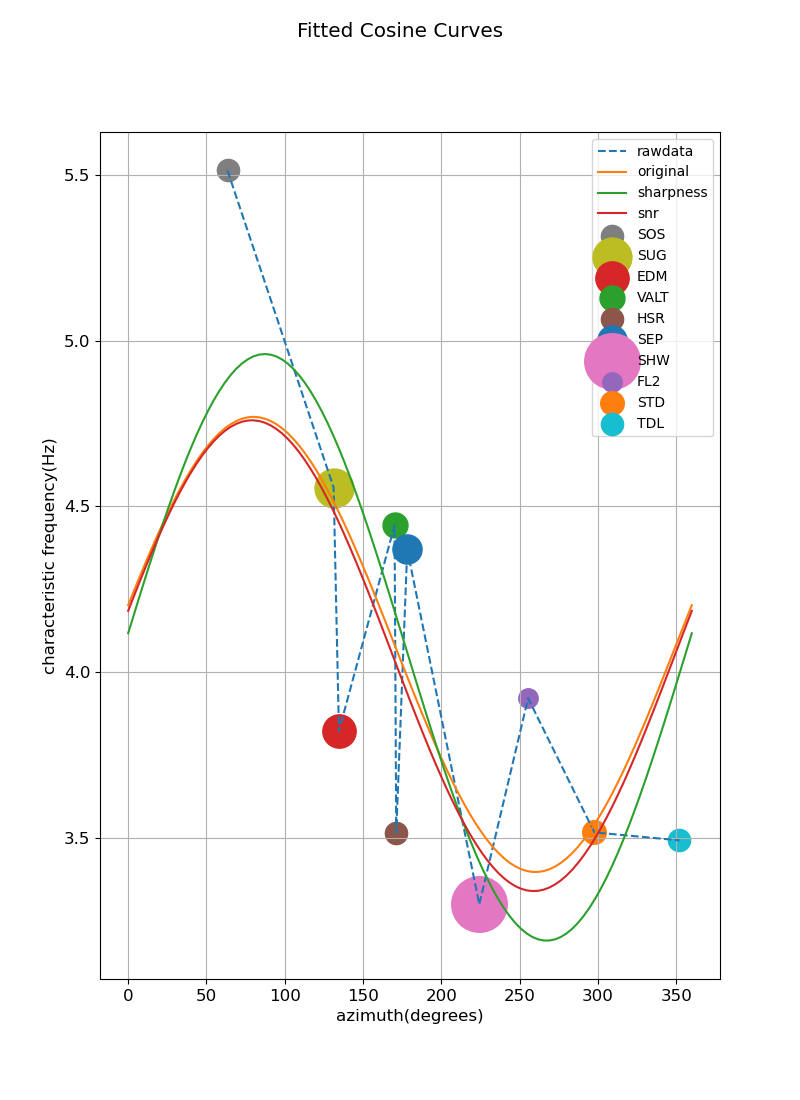 Fitted Cosine Curves
rawdata
original
sharpness
snr
SOS
SUG
EDM
VALT
HSR
SEP
SHW
FL2
STD
TDL
5.5
5.0
4.5
4.0
3.5
characteristic frequency(Hz)
0 50 100 150 200 250 300 350
azimuth(degrees)